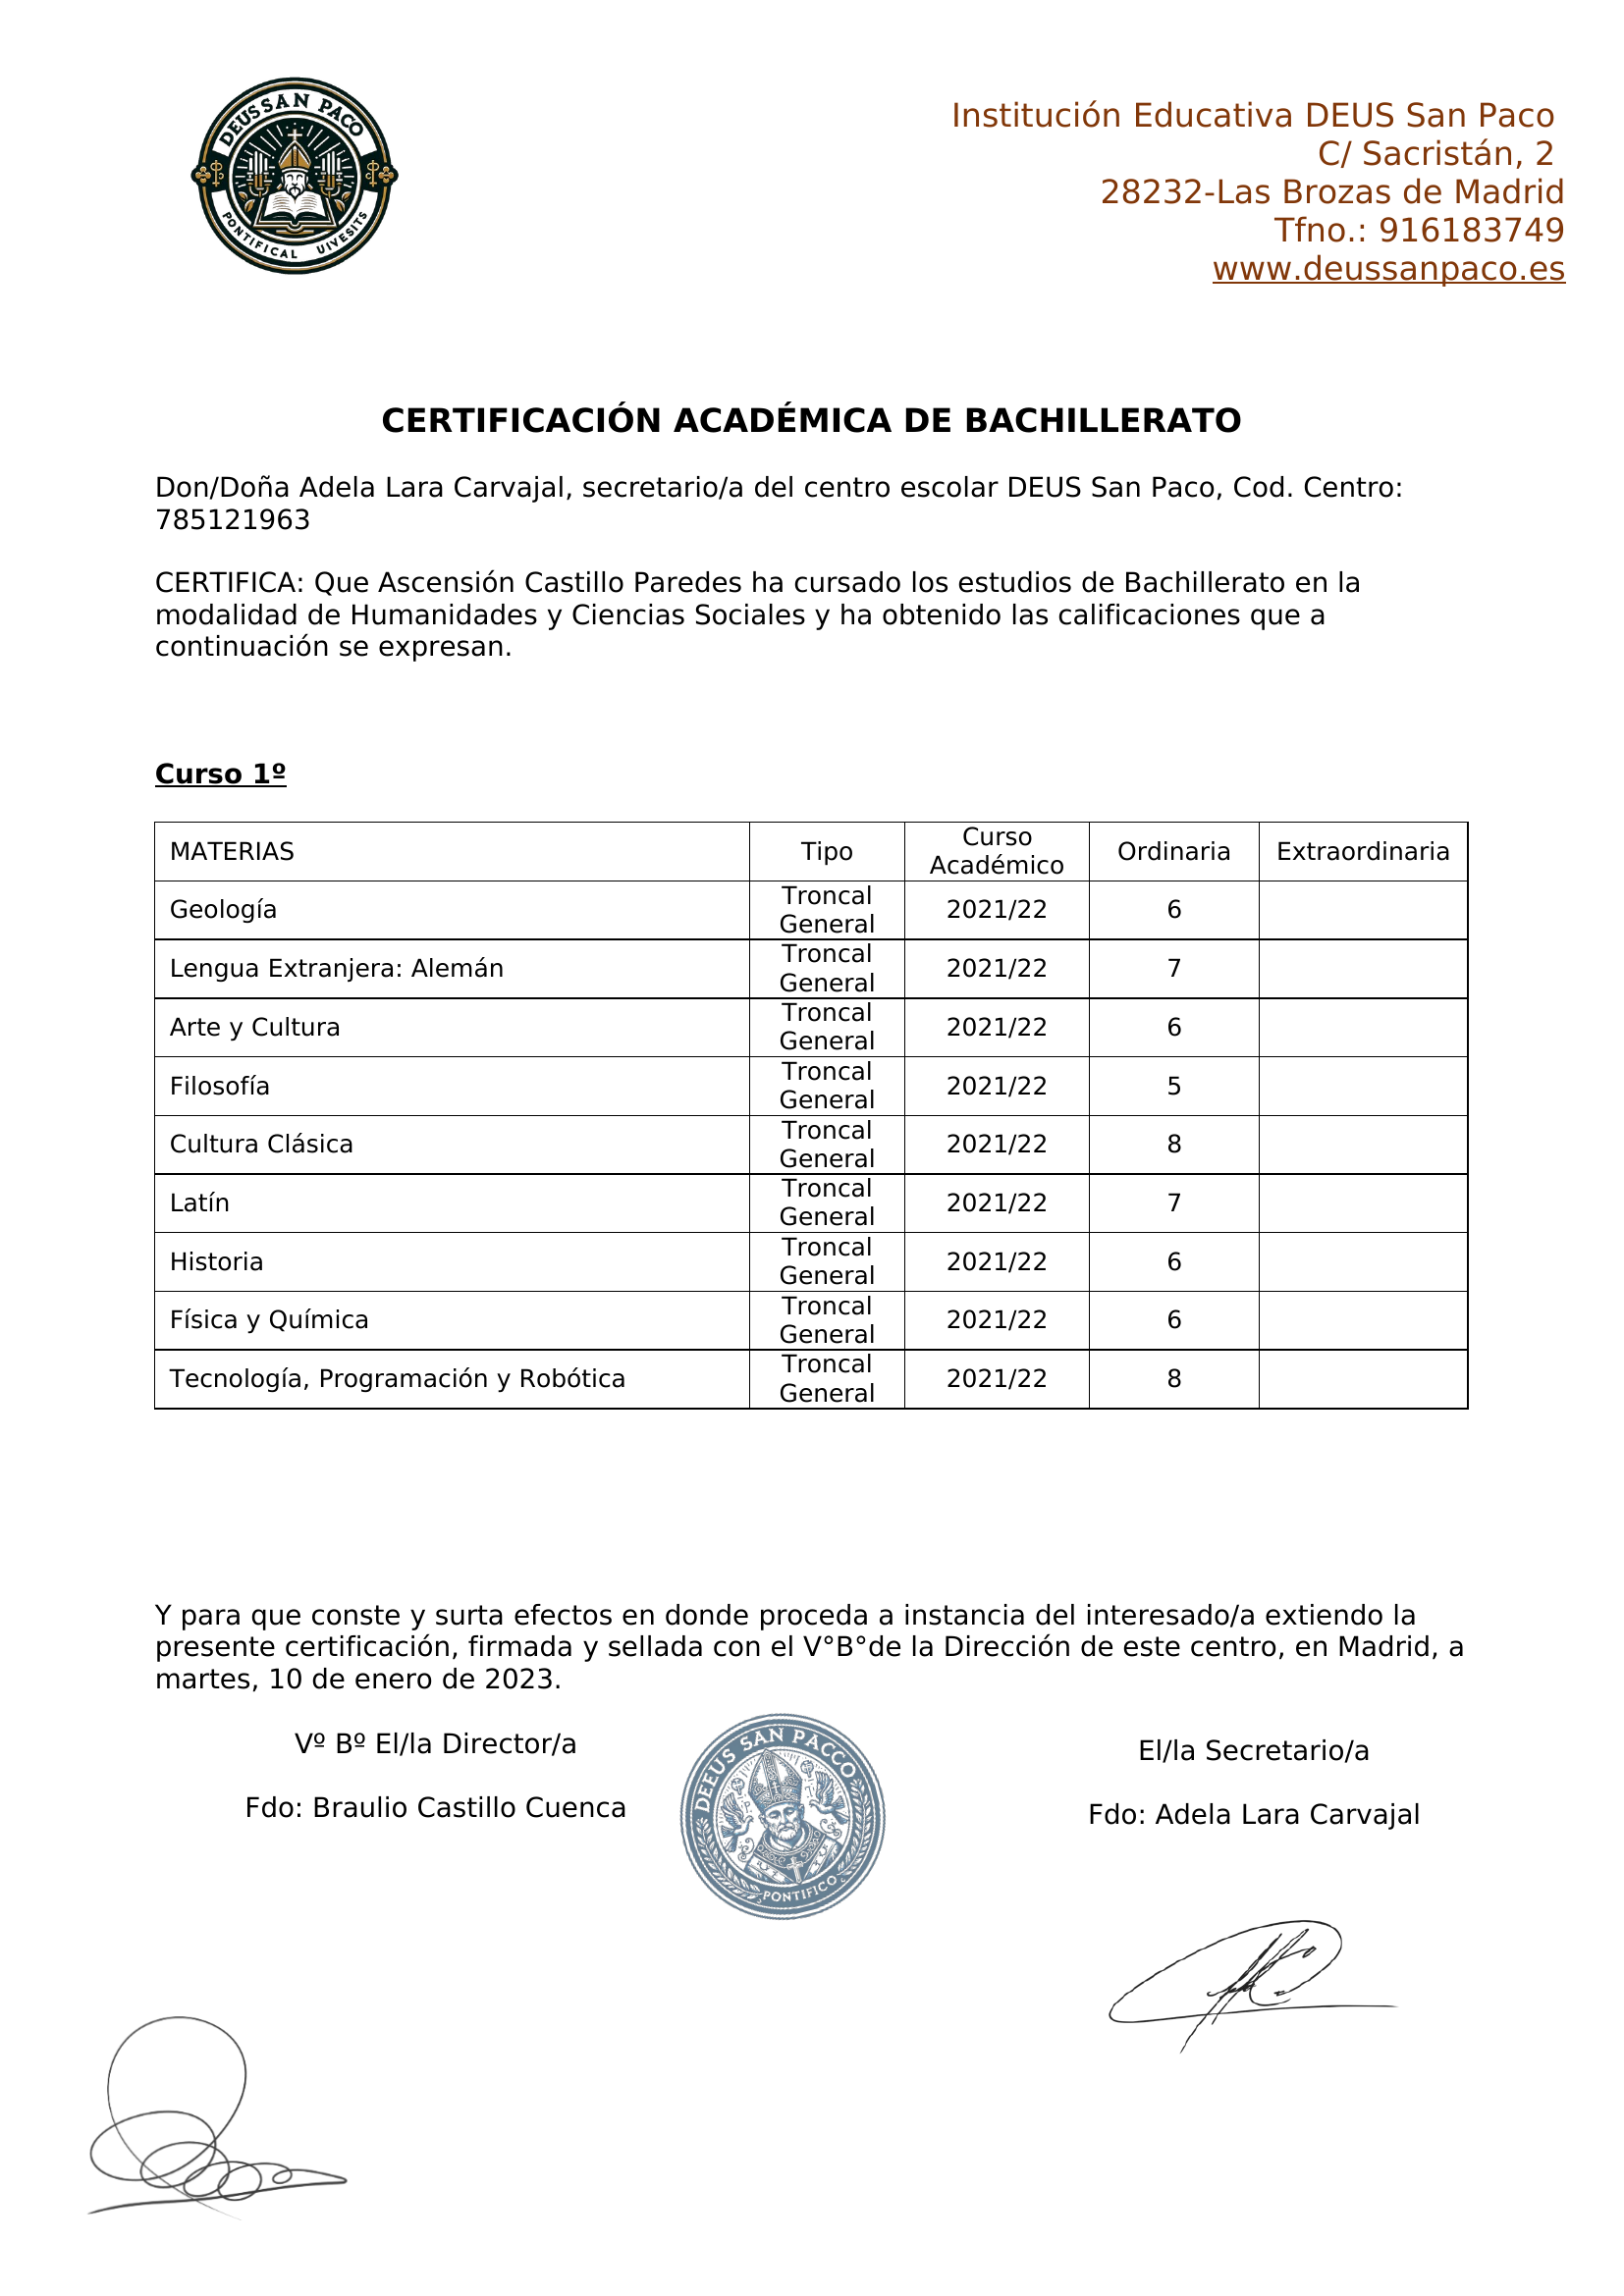 DEUSSAN PACO
PONTIFICAL UIVESITS
Institución Educativa DEUS San Paco
C/ Sacristán, 2
28232-Las Brozas de Madrid
Tfno.: 916183749
www.deussanpaco.es
CERTIFICACIÓN ACADÉMICA DE BACHILLERATO
Don/Doña Adela Lara Carvajal, secretario/a del centro escolar DEUS San Paco, Cod. Centro:
785121963
CERTIFICA: Que Ascensión Castillo Paredes ha cursado los estudios de Bachillerato en la
modalidad de Humanidades y Ciencias Sociales y ha obtenido las calificaciones que a
continuación se expresan.
Curso 1º
MATERIAS Tipo Curso Académico Ordinaria Extraordinaria
Geología Troncal General 2021/22 6
Lengua Extranjera: Alemán Troncal General 2021/22 7
Arte y Cultura Troncal General 2021/22 6
Filosofía Troncal General 2021/22 5
Cultura Clásica Troncal General 2021/22 8
Latín Troncal General 2021/22 7
Historia Troncal General 2021/22 6
Física y Química Troncal General 2021/22 6
Tecnología, Programación y Robótica Troncal General 2021/22 8
Y para que conste y surta efectos en donde proceda a instancia del interesado/a extiendo la
presente certificación, firmada y sellada con el V°B°de la Dirección de este centro, en Madrid, a
martes, 10 de enero de 2023.
Vº Bº El/la Director/a
Fdo: Braulio Castillo Cuenca
DEEUS SAN PACCO
PONTIFICO
El/la Secretario/a
Fdo: Adela Lara Carvajal